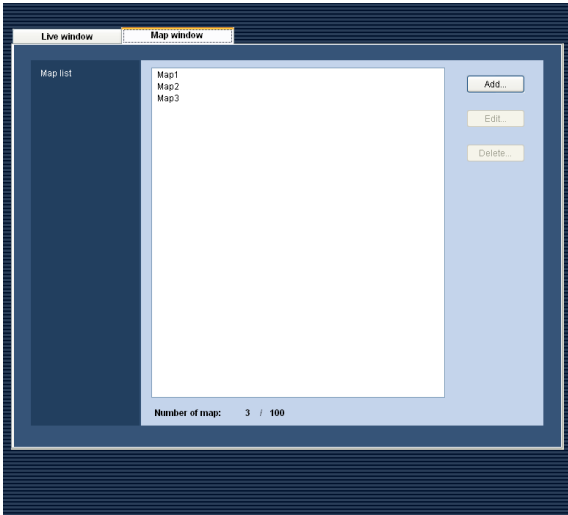 Live window Map window
Map list
Map1
Map2
Map3
Add...
Edit...
Delete...
Number of map: 3 / 100